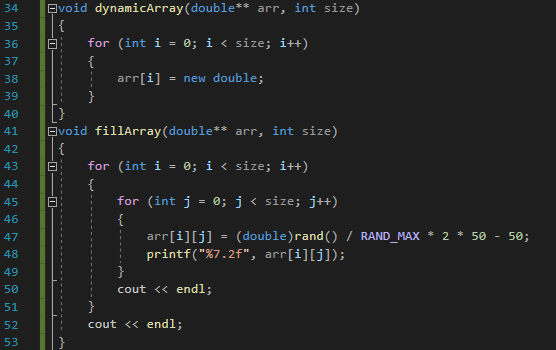 34 void dynamicArray(double** arr, int size)
35 {
36     for (int i = 0; i < size; i++)
37     {
38         arr[i] = new double;
39     }
40 }
41 void fillArray(double** arr, int size)
42 {
43     for (int i = 0; i < size; i++)
44     {
45         for (int j = 0; j < size; j++)
46         {
47             arr[i][j] = (double)rand() / RAND_MAX * 2 * 50 - 50;
48             printf("%7.2f", arr[i][j]);
49         }
50         cout << endl;
51     }
52     cout << endl;
53 }